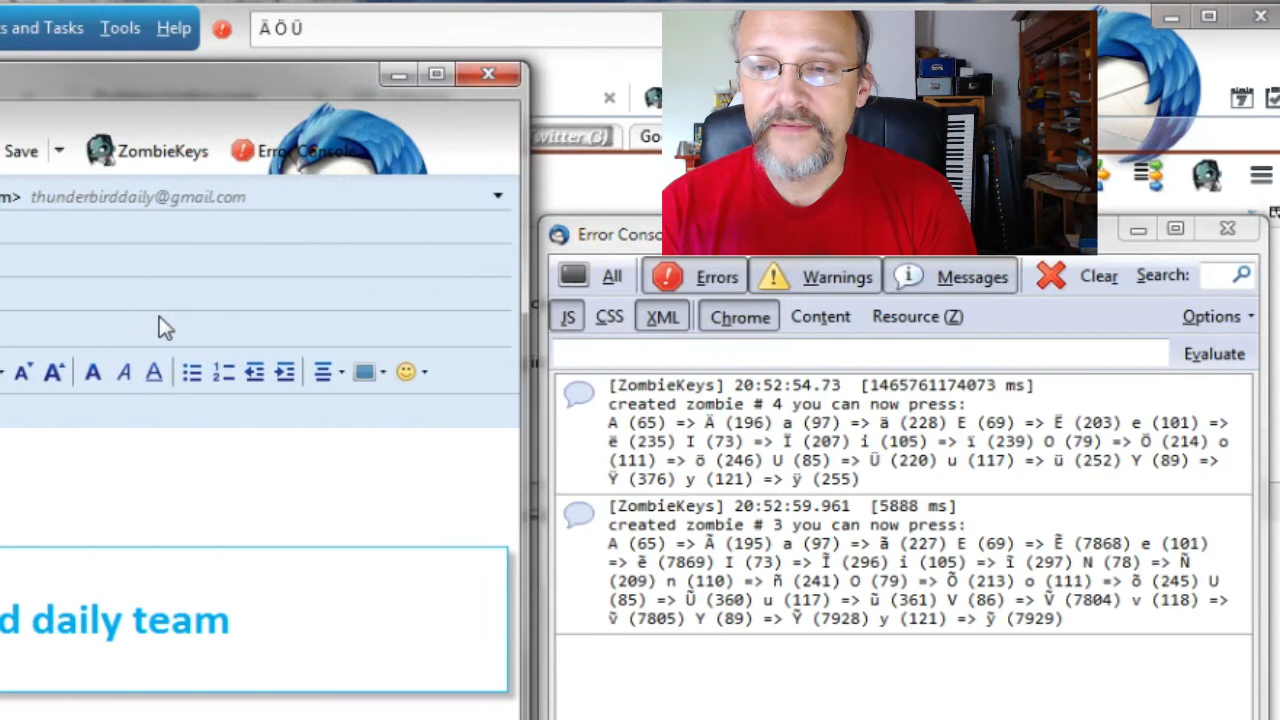 s and Tasks Tools Help
Ä Ö Ü
Save ZombieKeys Error Console
witter (3) Go
m> thunderbirddaily@gmail.com
Error Conso
All Errors Warnings Messages Clear Search:
JS CSS XML Chrome Content Resource (Z) Options
Evaluate
[ZombieKeys] 20:52:54.73 [1465761174073 ms]
created zombie # 4 you can now press:
A (65) => Ä (196) a (97) => ä (228) E (69) => Ë (203) e (101) =>
ë (235) I (73) => Ï (207) i (105) => ï (239) O (79) => Ö (214) o
(111) => ö (246) U (85) => Ü (220) u (117) => ü (252) Y (89) =>
Ÿ (376) y (121) => ÿ (255)
[ZombieKeys] 20:52:59.961 [5888 ms]
created zombie # 3 you can now press:
A (65) => Ã (195) a (97) => ã (227) E (69) => Ẽ (7868) e (101)
=> ẽ (7869) I (73) => Ĩ (296) i (105) => ĩ (297) N (78) => Ñ
(209) n (110) => ñ (241) O (79) => Õ (213) o (111) => õ (245) U
(85) => Ũ (360) u (117) => ũ (361) V (86) => Ṽ (7804) v (118) =>
ṽ (7805) Y (89) => Ỹ (7928) y (121) => ỹ (7929)
d daily team